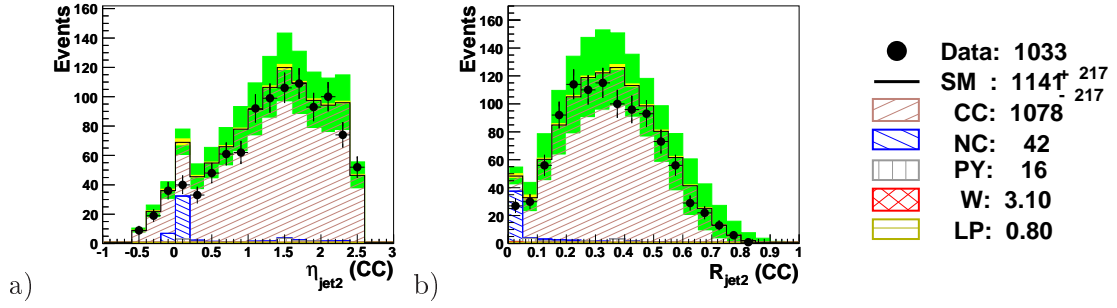 Events
160
140
120
100
80
60
40
20
0
-1 -0.5 0 0.5 1 1.5 2 2.5 3
η_jet2 (CC)
a)
Events
160
140
120
100
80
60
40
20
0
0 0.1 0.2 0.3 0.4 0.5 0.6 0.7 0.8 0.9 1
R_jet2 (CC)
b)
Data: 1033
SM : 1141 + 217 - 217
CC: 1078
NC: 42
PY: 16
W: 3.10
LP: 0.80